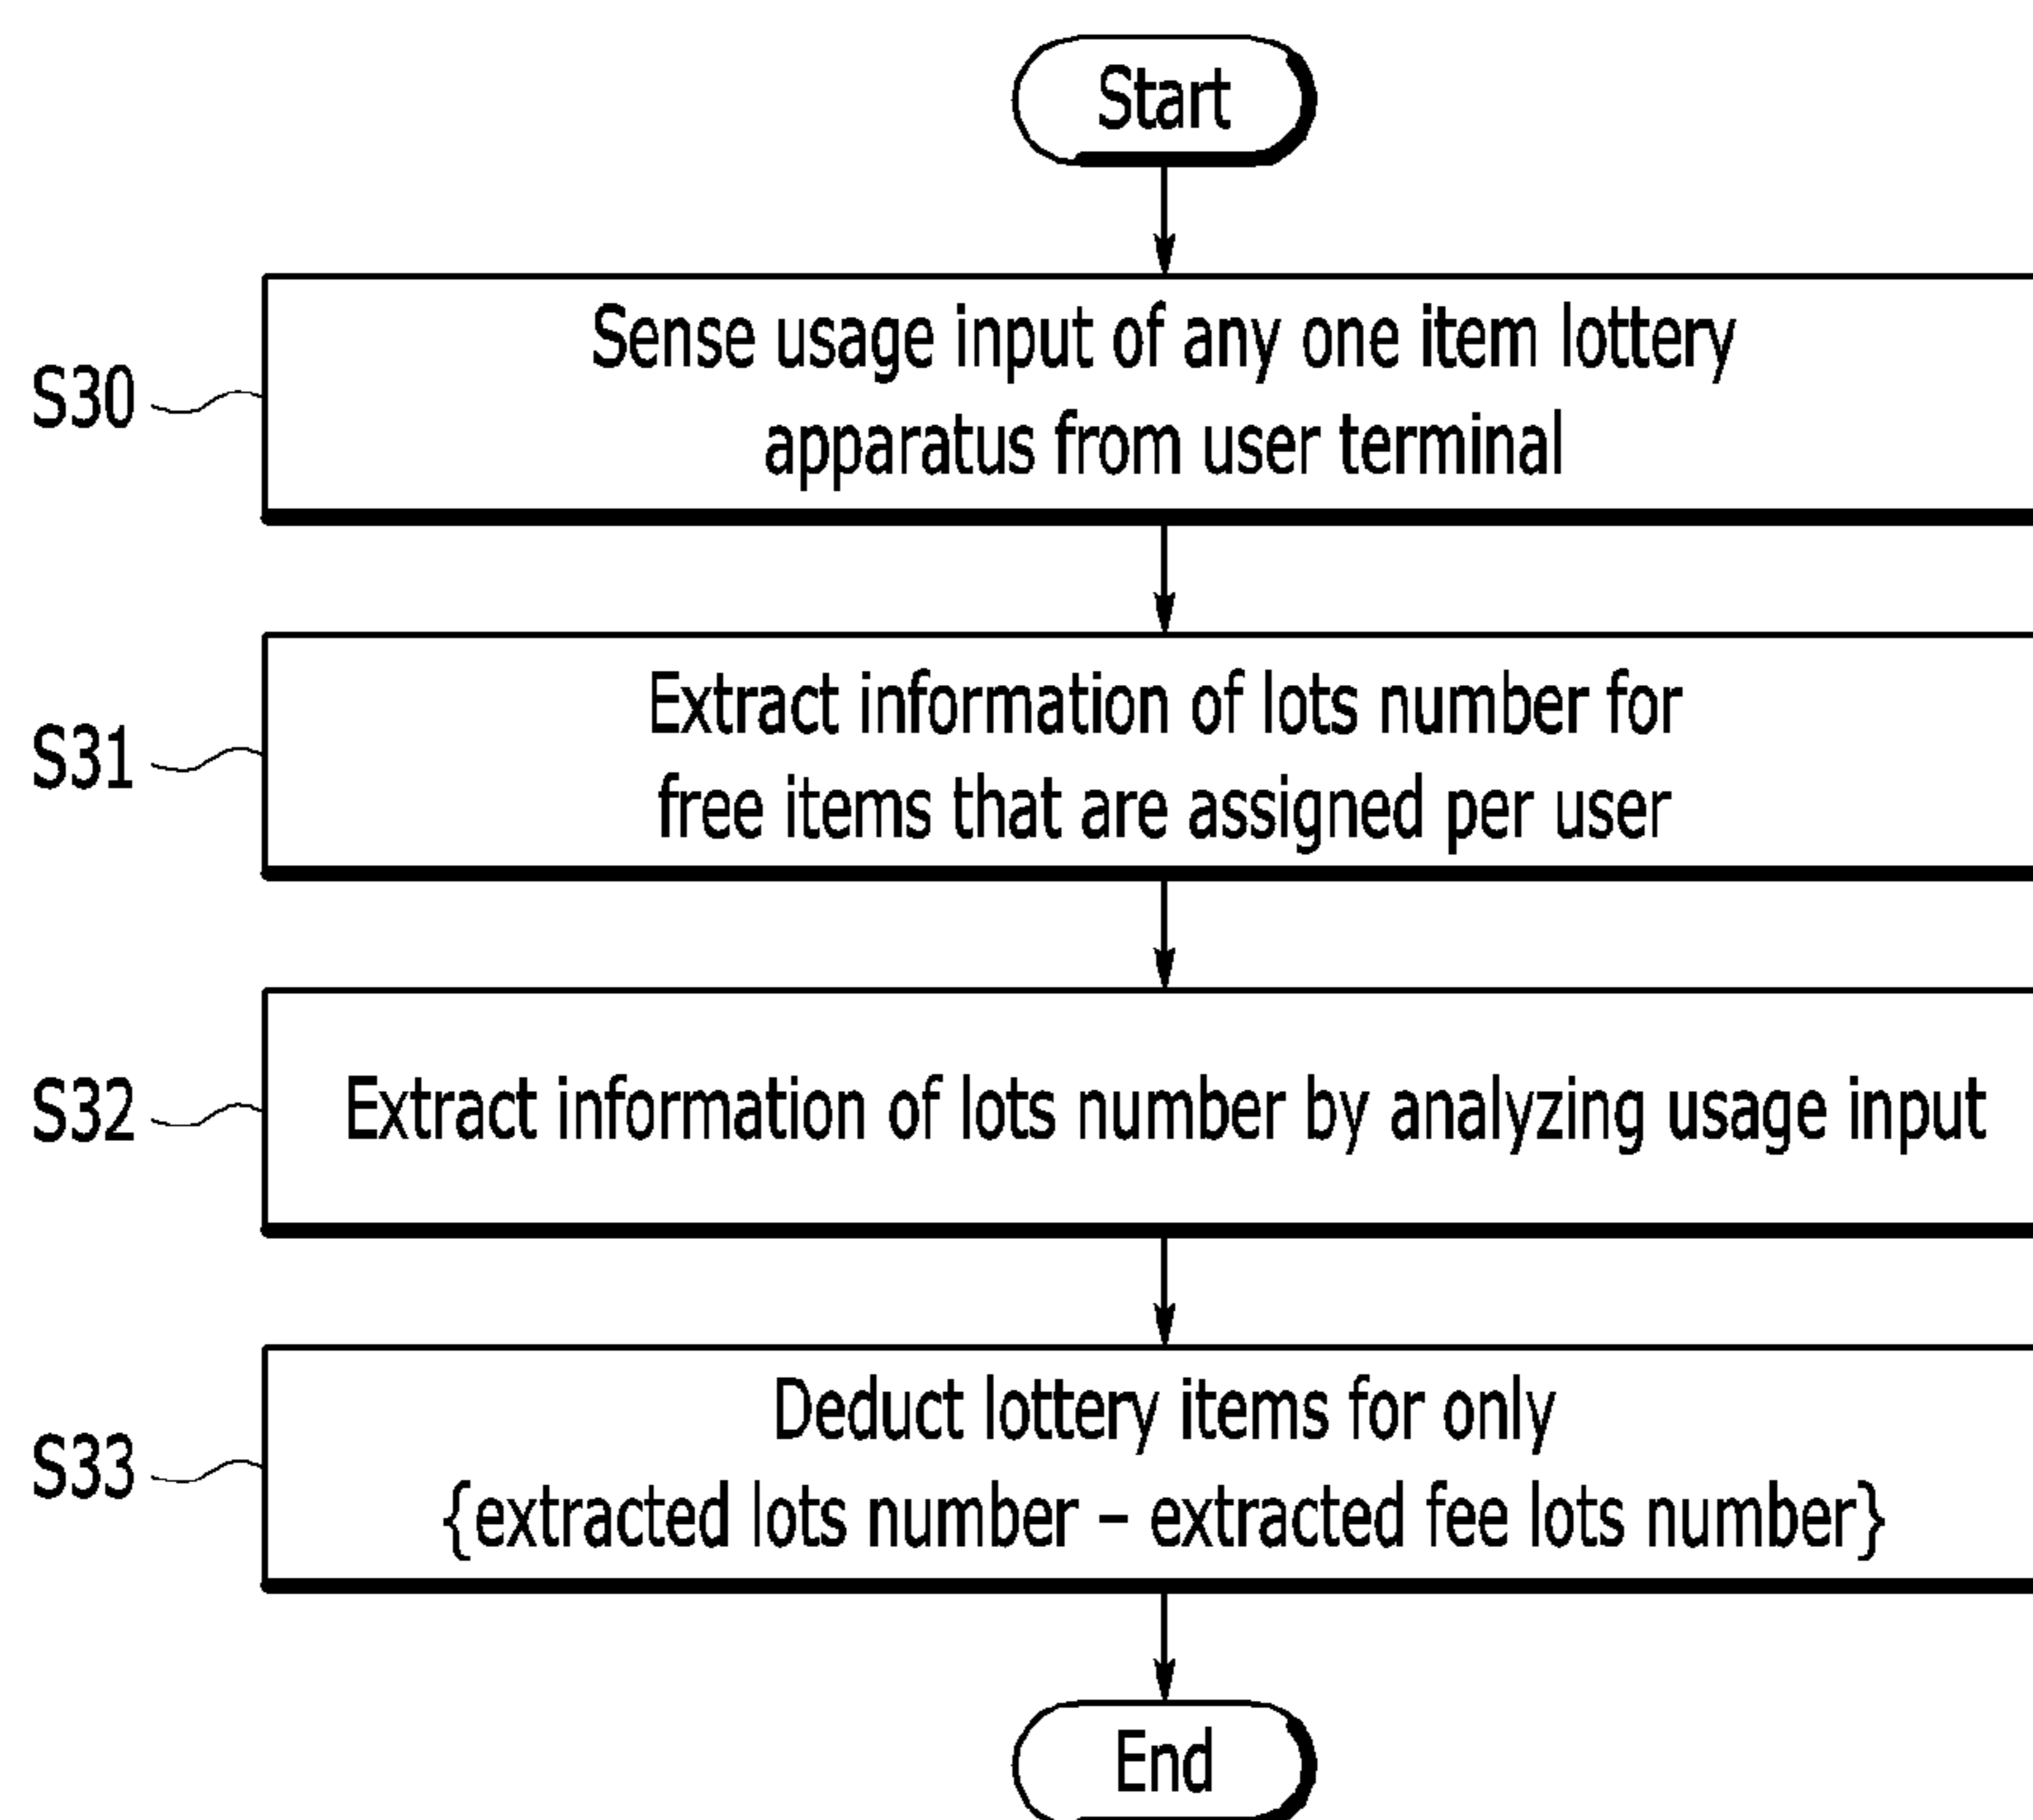 Start
S30
Sense usage input of any one item lottery
apparatus from user terminal
S31
Extract information of lots number for
free items that are assigned per user
S32
Extract information of lots number by analyzing usage input
S33
Deduct lottery items for only
{extracted lots number – extracted fee lots number}
End